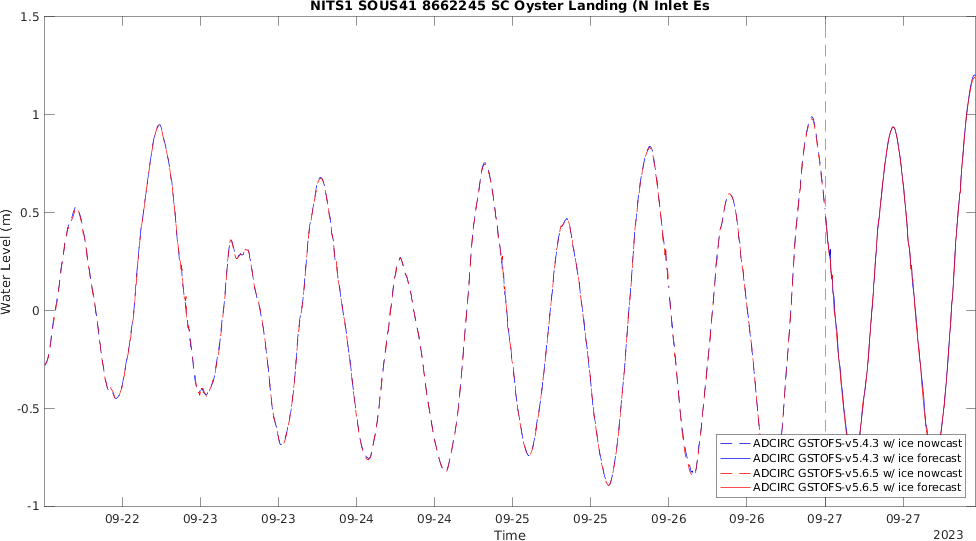 NITS1 SOUS41 8662245 SC Oyster Landing (N Inlet Es
1.5
1
0.5
0
-0.5
-1
Water Level (m)
ADCIRC GSTOFS-v5.4.3 w/ ice nowcast
ADCIRC GSTOFS-v5.4.3 w/ ice forecast
ADCIRC GSTOFS-v5.6.5 w/ ice nowcast
ADCIRC GSTOFS-v5.6.5 w/ ice forecast
09-22 09-23 09-23 09-24 09-24 09-25 09-25 09-26 09-26 09-27 09-27
Time
2023